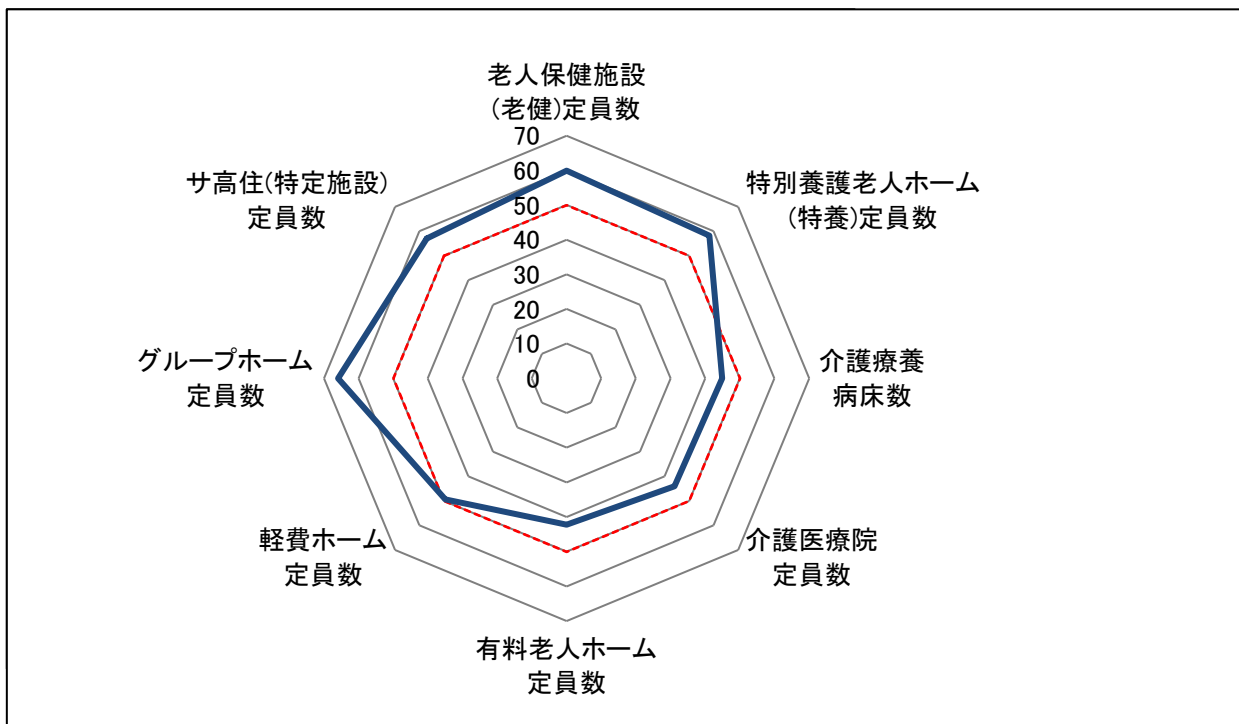 老人保健施設
(老健)定員数
特別養護老人ホーム
(特養)定員数
介護療養
病床数
介護医療院
定員数
有料老人ホーム
定員数
軽費ホーム
定員数
グループホーム
定員数
サ高住(特定施設)
定員数
70
60
50
40
30
20
10
0